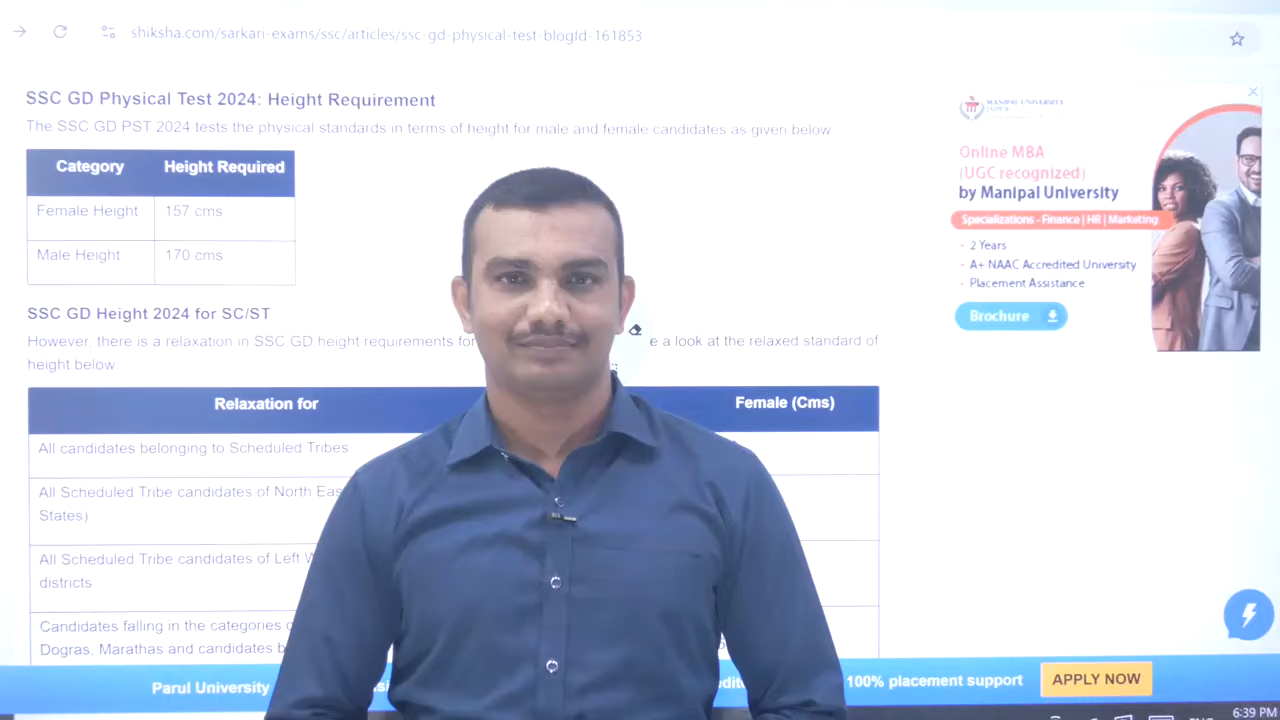 shiksha.com/sarkari-exams/ssc/articles/ssc-gd-physical-test-blogId-161853
SSC GD Physical Test 2024: Height Requirement
The SSC GD PST 2024 tests the physical standards in terms of height for male and female candidates as given below
Category Height Required
Female Height 157 cms
Male Height 170 cms
SSC GD Height 2024 for SC/ST
However, there is a relaxation in SSC GD height requirements for e a look at the relaxed standard of
height below
Relaxation for Female (Cms)
All candidates belonging to Scheduled Tribes
All Scheduled Tribe candidates of North Eas
States)
All Scheduled Tribe candidates of Left W
districts
Candidates falling in the categories
Dogras, Marathas and candidates b
MANIPAL UNIVERSITY
Online MBA
(UGC recognized)
by Manipal University
Specializations - Finance | HR | Marketing
• 2 Years
• A+ NAAC Accredited University
• Placement Assistance
Brochure
Parul University 100% placement support APPLY NOW
6:39 PM